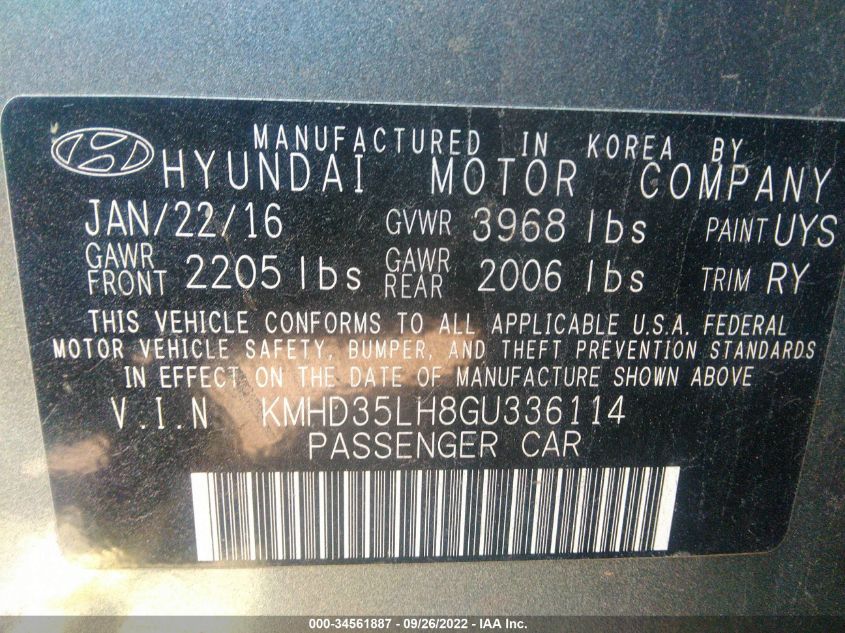 MANUFACTURED IN KOREA BY
HYUNDAI MOTOR COMPANY
JAN/22/16 GVWR 3968 lbs PAINT UYS
GAWR FRONT 2205 lbs GAWR REAR 2006 lbs TRIM RY
THIS VEHICLE CONFORMS TO ALL APPLICABLE U.S.A. FEDERAL
MOTOR VEHICLE SAFETY, BUMPER, AND THEFT PREVENTION STANDARDS
IN EFFECT ON THE DATE OF MANUFACTURE SHOWN ABOVE
V.I.N KMHD35LH8GU336114
PASSENGER CAR
000-34561887 - 09/26/2022 - IAA Inc.